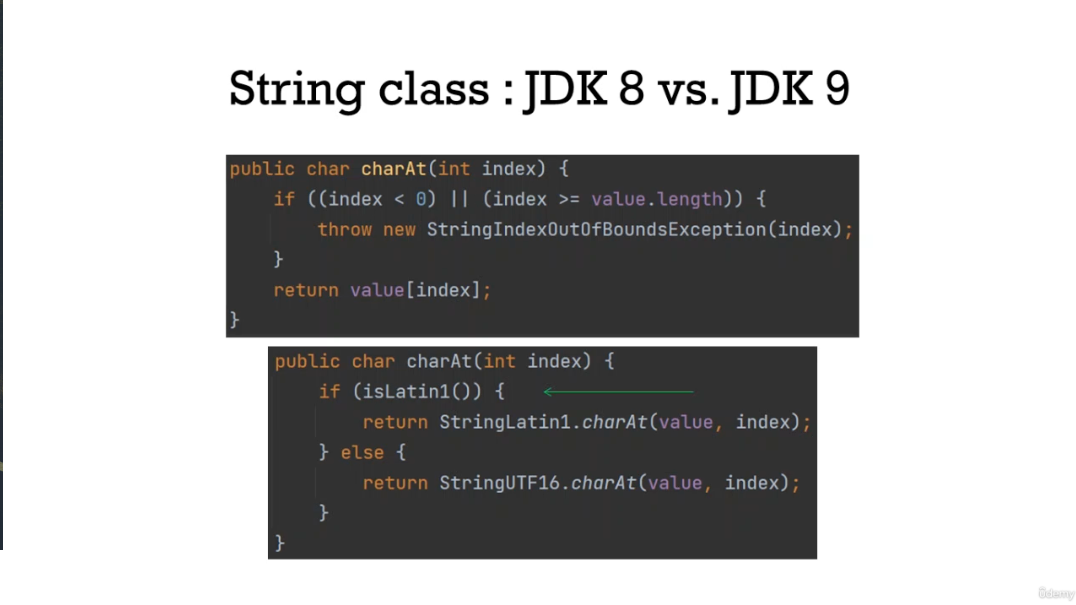 String class : JDK 8 vs. JDK 9
public char charAt(int index) {
    if ((index < 0) || (index >= value.length)) {
        throw new StringIndexOutOfBoundsException(index);
    }
    return value[index];
}
public char charAt(int index) {
    if (isLatin1()) {
        return StringLatin1.charAt(value, index);
    } else {
        return StringUTF16.charAt(value, index);
    }
}
ûdemy